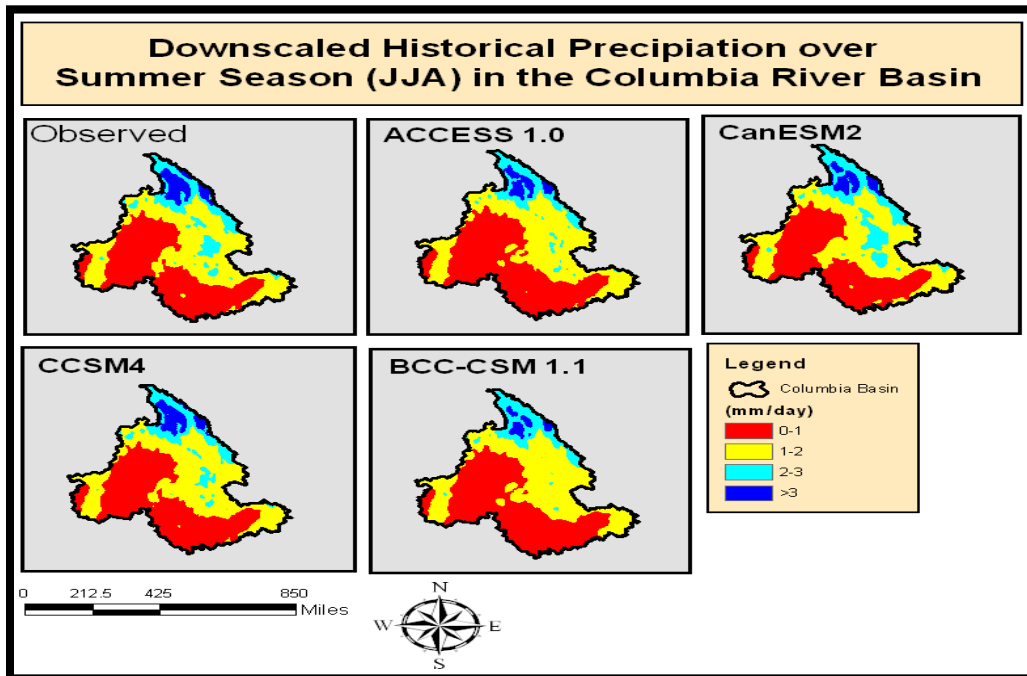 Downscaled Historical Precipiation over
Summer Season (JJA) in the Columbia River Basin
Observed
ACCESS 1.0
CanESM2
CCSM4
BCC-CSM 1.1
Legend
Columbia Basin
(mm/day)
0-1
1-2
2-3
>3
0 212.5 425 850
Miles
N
W E
S